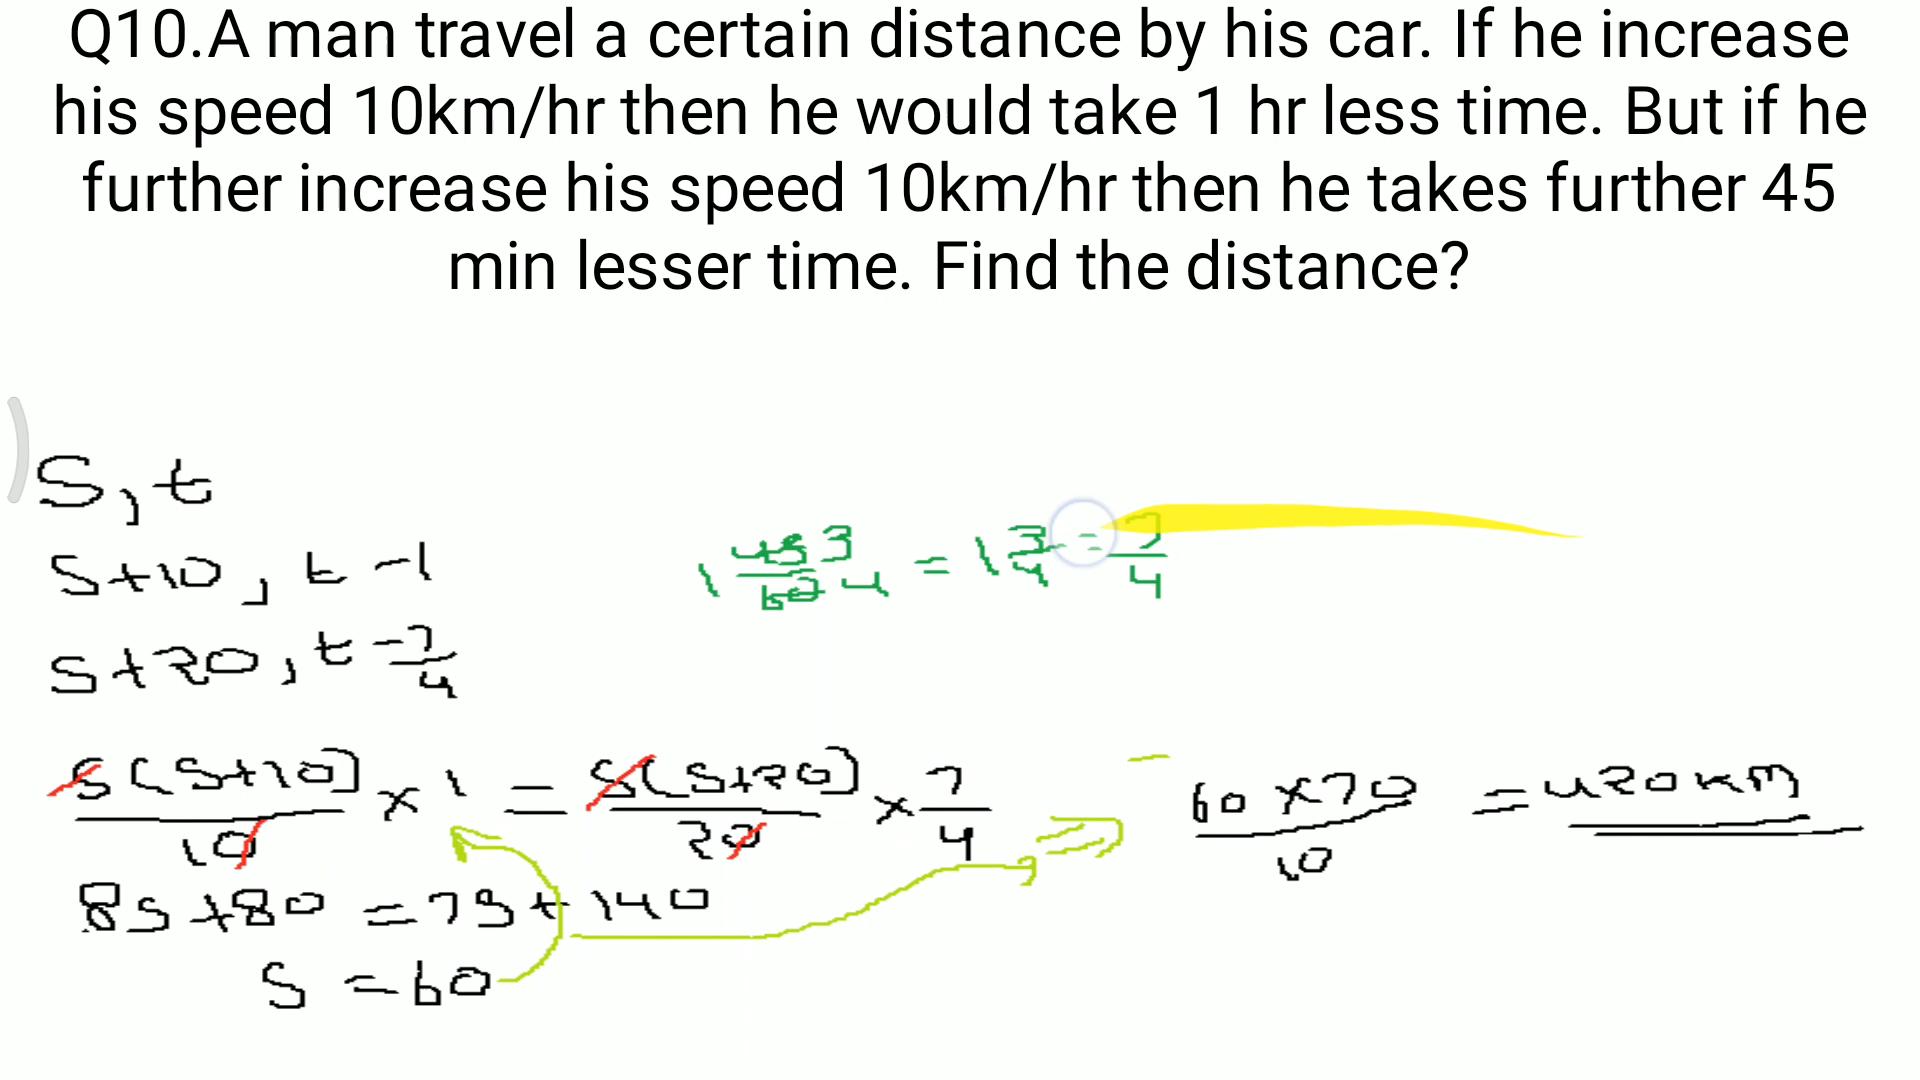 Q10.A man travel a certain distance by his car. If he increase
his speed 10km/hr then he would take 1 hr less time. But if he
further increase his speed 10km/hr then he takes further 45
min lesser time. Find the distance?
S, t
S+10, t-1
1 45/60 3/4 = 1 3/4 = 7/4
S+20, t-7/4
S(S+10)/10 × 1 = S(S+20)/20 × 7/4 ⇒ 60×70/10 = 420km
8S+80 = 7S+140
S = 60